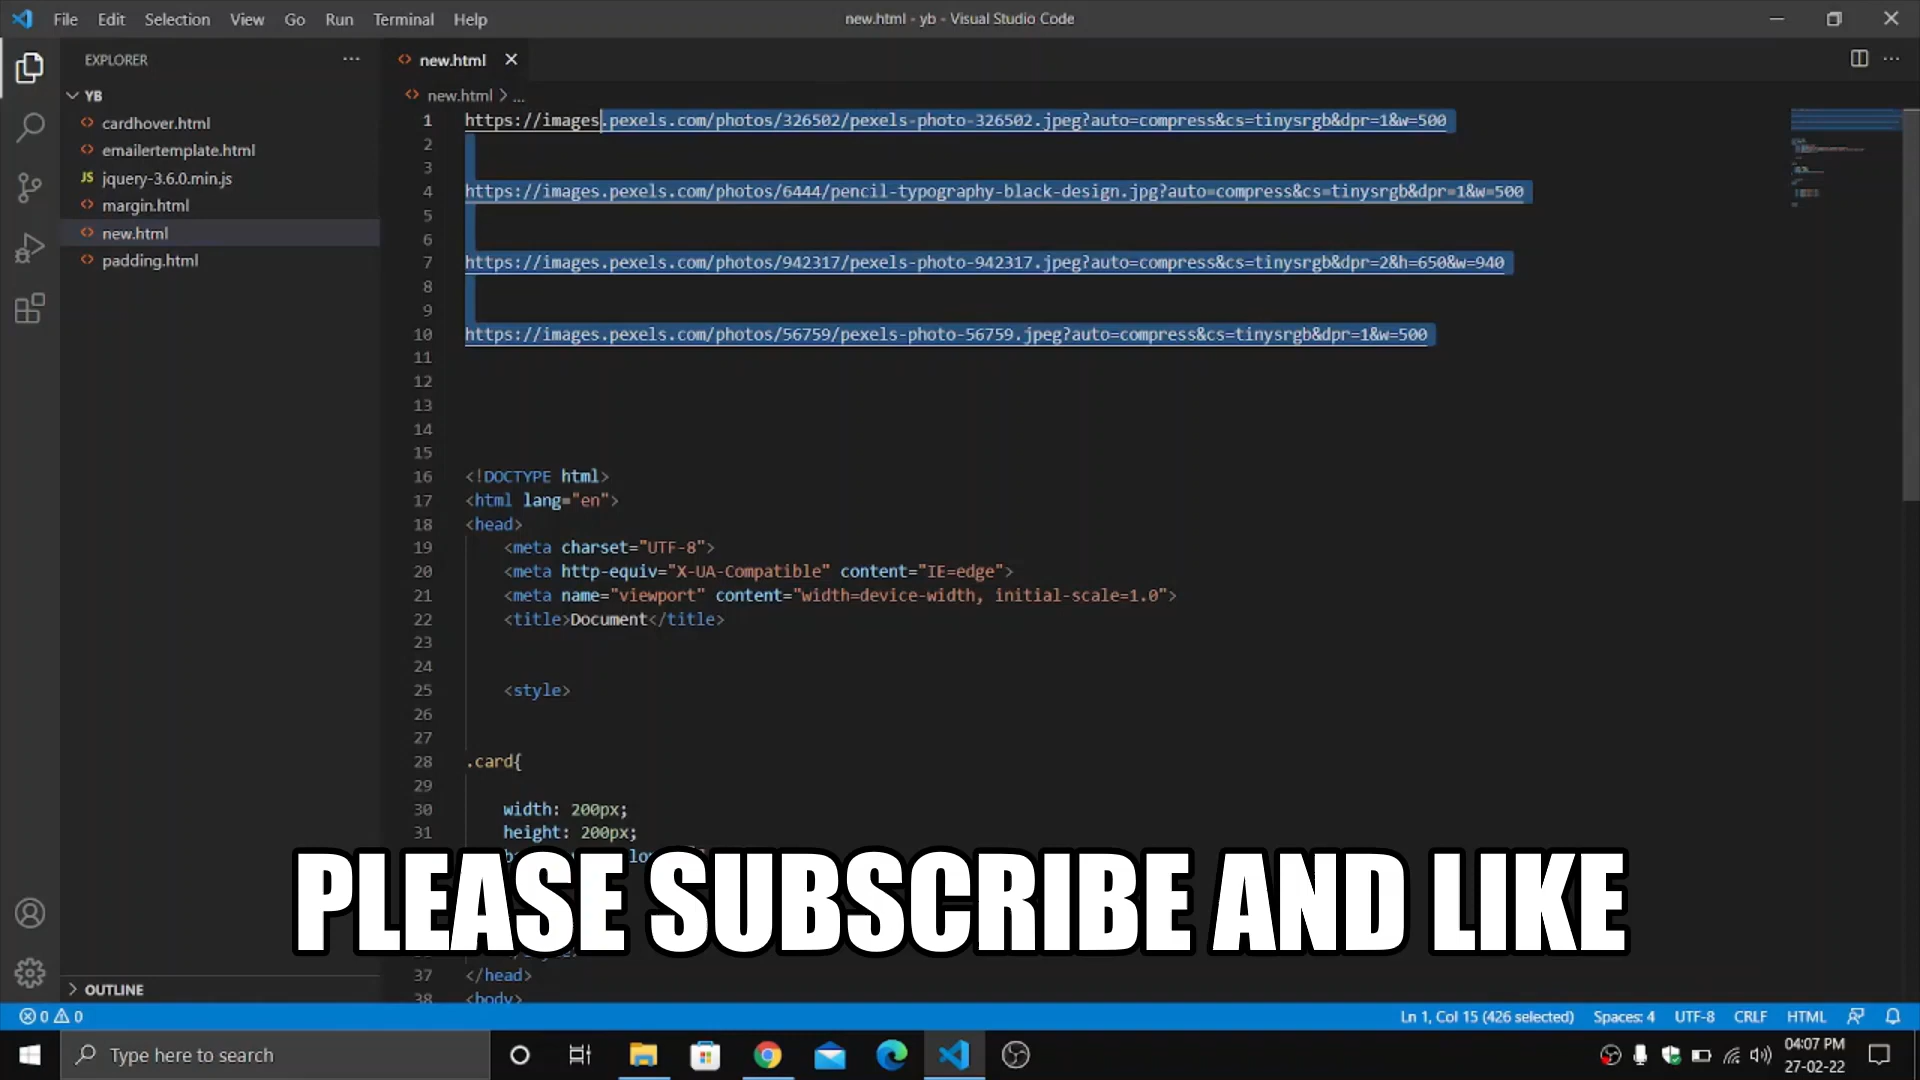 File Edit Selection View Go Run Terminal Help
new.html - yb - Visual Studio Code
EXPLORER
YB
cardhover.html
emailertemplate.html
JS jquery-3.6.0.min.js
margin.html
new.html
padding.html
OUTLINE
new.html
new.html > ...
1 https://images.pexels.com/photos/326502/pexels-photo-326502.jpeg?auto=compress&cs=tinysrgb&dpr=1&w=500
2
3
4 https://images.pexels.com/photos/6444/pencil-typography-black-design.jpg?auto=compress&cs=tinysrgb&dpr=1&w=500
5
6
7 https://images.pexels.com/photos/942317/pexels-photo-942317.jpeg?auto=compress&cs=tinysrgb&dpr=2&h=650&w=940
8
9
10 https://images.pexels.com/photos/56759/pexels-photo-56759.jpeg?auto=compress&cs=tinysrgb&dpr=1&w=500
11
12
13
14
15
16 <!DOCTYPE html>
17 <html lang="en">
18 <head>
19 <meta charset="UTF-8">
20 <meta http-equiv="X-UA-Compatible" content="IE=edge">
21 <meta name="viewport" content="width=device-width, initial-scale=1.0">
22 <title>Document</title>
23
24
25 <style>
26
27
28 .card{
29
30 width: 200px;
31 height: 200px;
PLEASE SUBSCRIBE AND LIKE
37 </head>
38 <body>
0 0
Ln 1, Col 15 (426 selected) Spaces: 4 UTF-8 CRLF HTML
Type here to search
04:07 PM
27-02-22